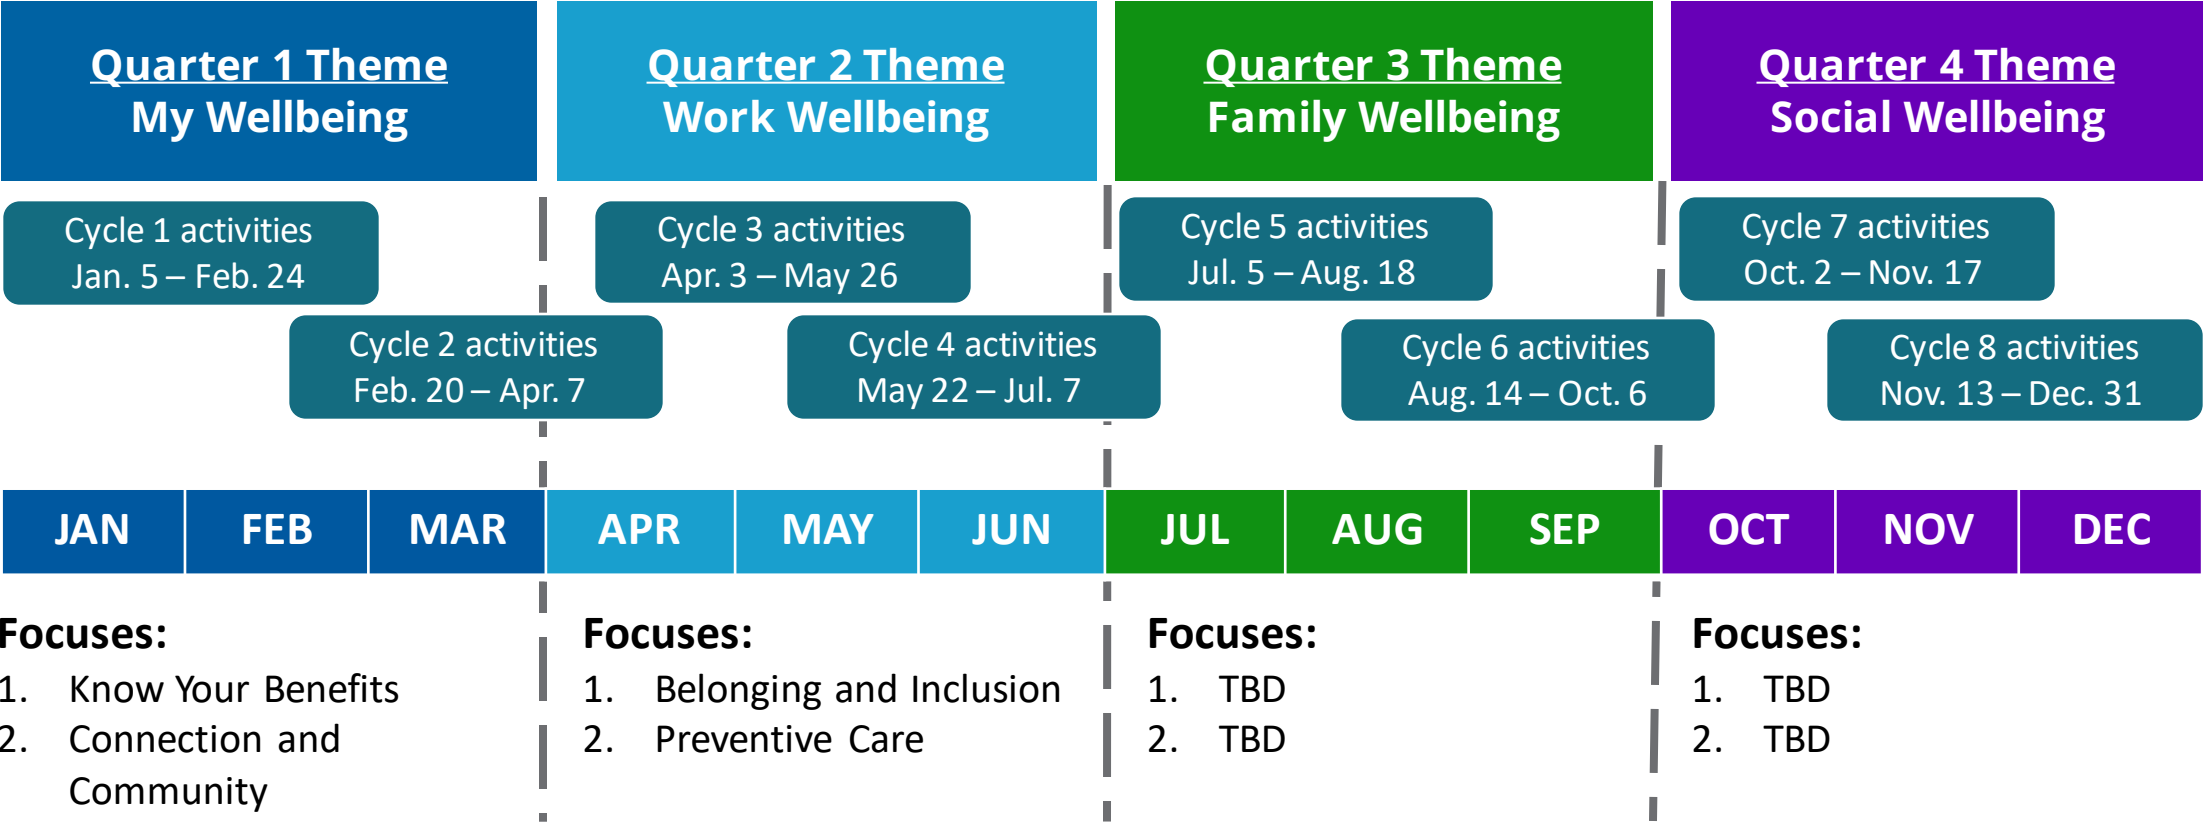 Quarter 1 Theme
My Wellbeing
Quarter 2 Theme
Work Wellbeing
Quarter 3 Theme
Family Wellbeing
Quarter 4 Theme
Social Wellbeing
Cycle 1 activities
Jan. 5 – Feb. 24
Cycle 2 activities
Feb. 20 – Apr. 7
Cycle 3 activities
Apr. 3 – May 26
Cycle 4 activities
May 22 – Jul. 7
Cycle 5 activities
Jul. 5 – Aug. 18
Cycle 6 activities
Aug. 14 – Oct. 6
Cycle 7 activities
Oct. 2 – Nov. 17
Cycle 8 activities
Nov. 13 – Dec. 31
JAN FEB MAR APR MAY JUN JUL AUG SEP OCT NOV DEC
Focuses:
1. Know Your Benefits
2. Connection and
Community
Focuses:
1. Belonging and Inclusion
2. Preventive Care
Focuses:
1. TBD
2. TBD
Focuses:
1. TBD
2. TBD